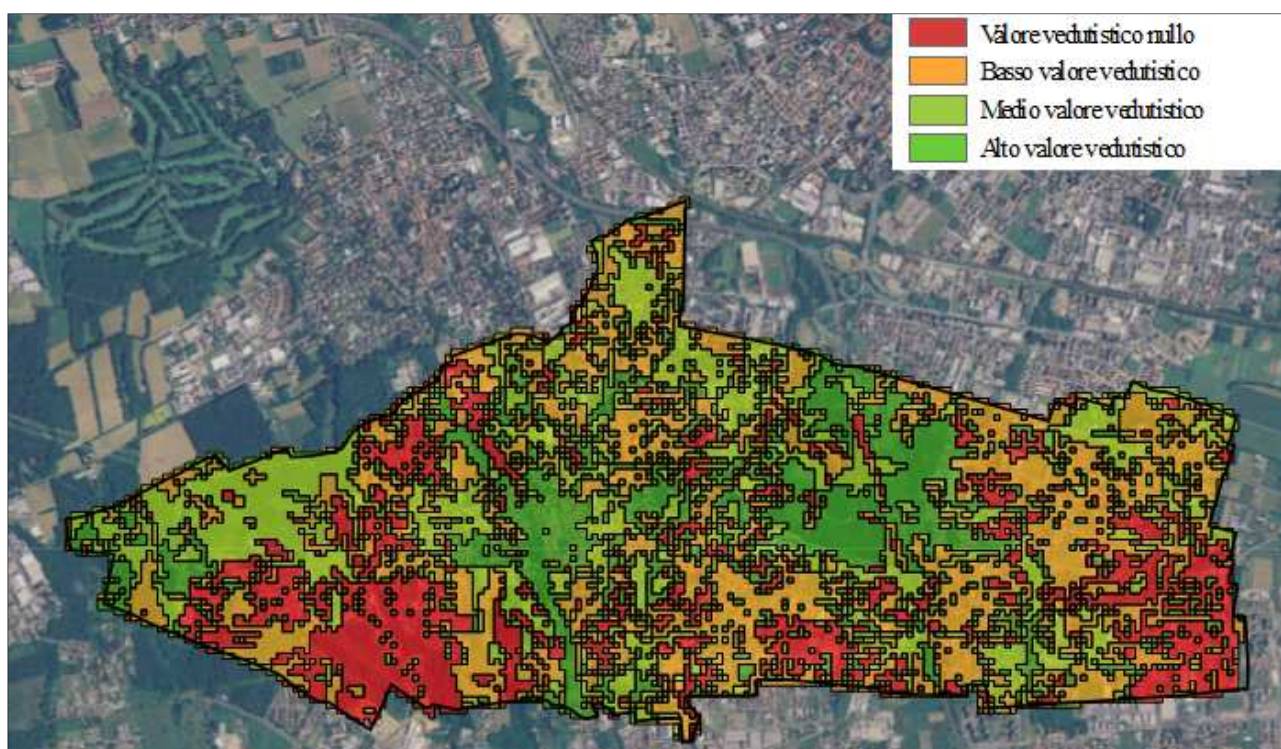 Valore vedutistico nullo
Basso valore vedutistico
Medio valore vedutistico
Alto valore vedutistico